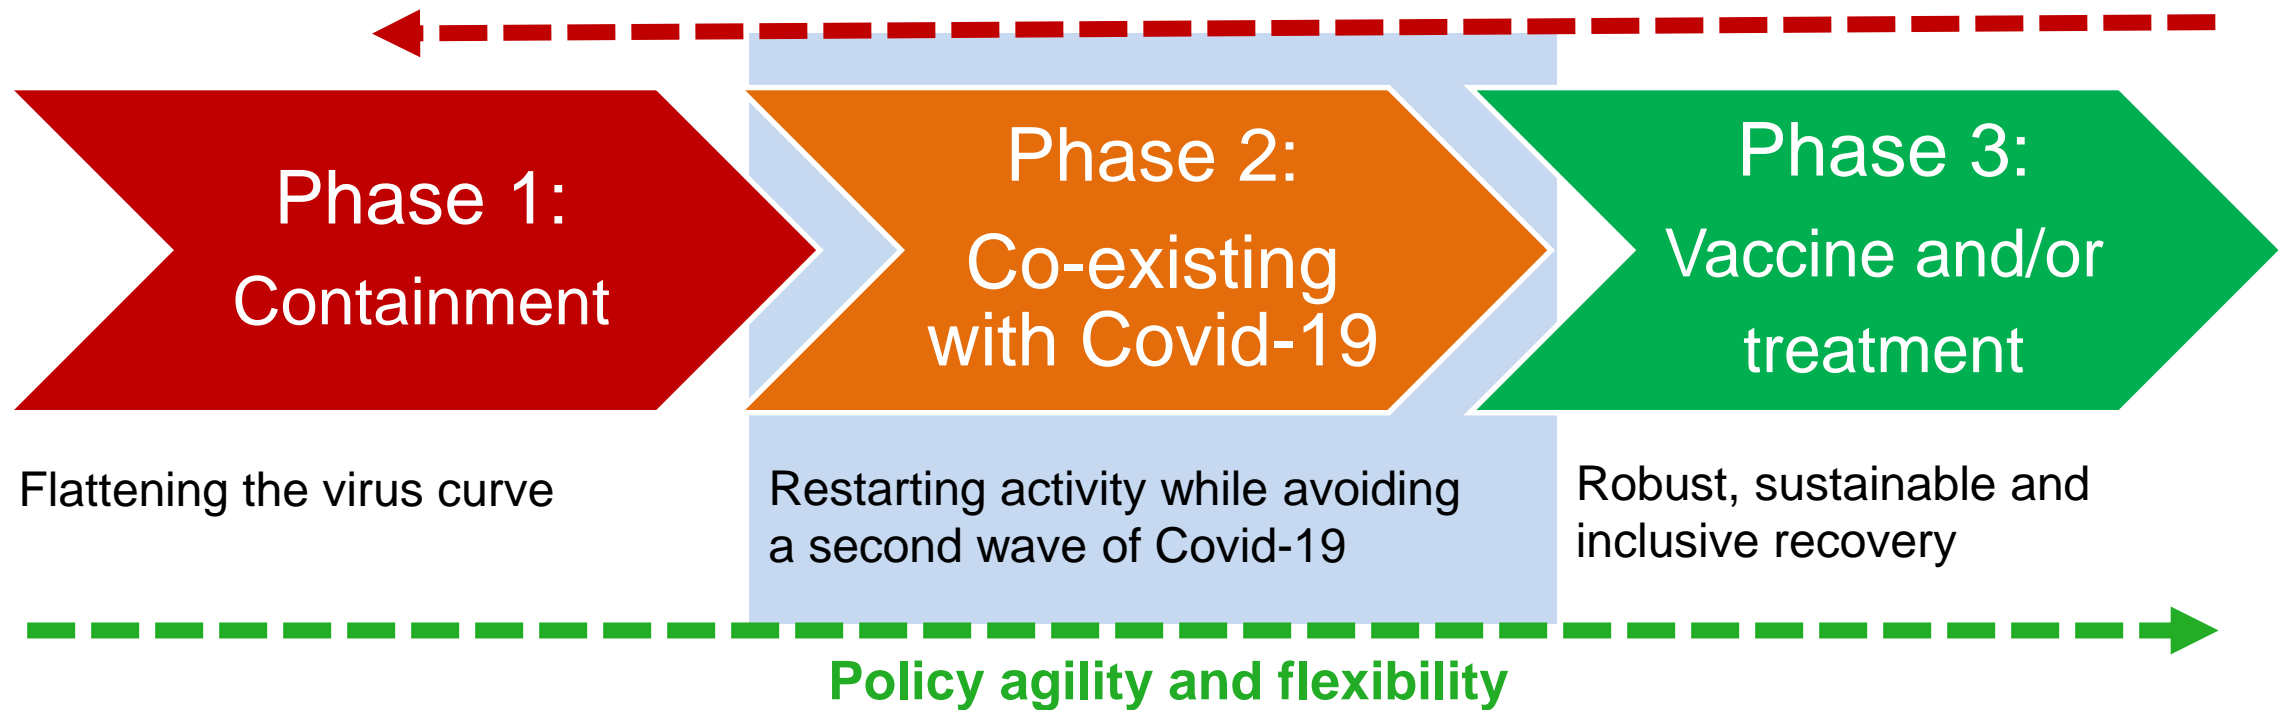 Phase 1:
Containment
Phase 2:
Co-existing
with Covid-19
Phase 3:
Vaccine and/or
treatment
Flattening the virus curve
Restarting activity while avoiding
a second wave of Covid-19
Robust, sustainable and
inclusive recovery
Policy agility and flexibility